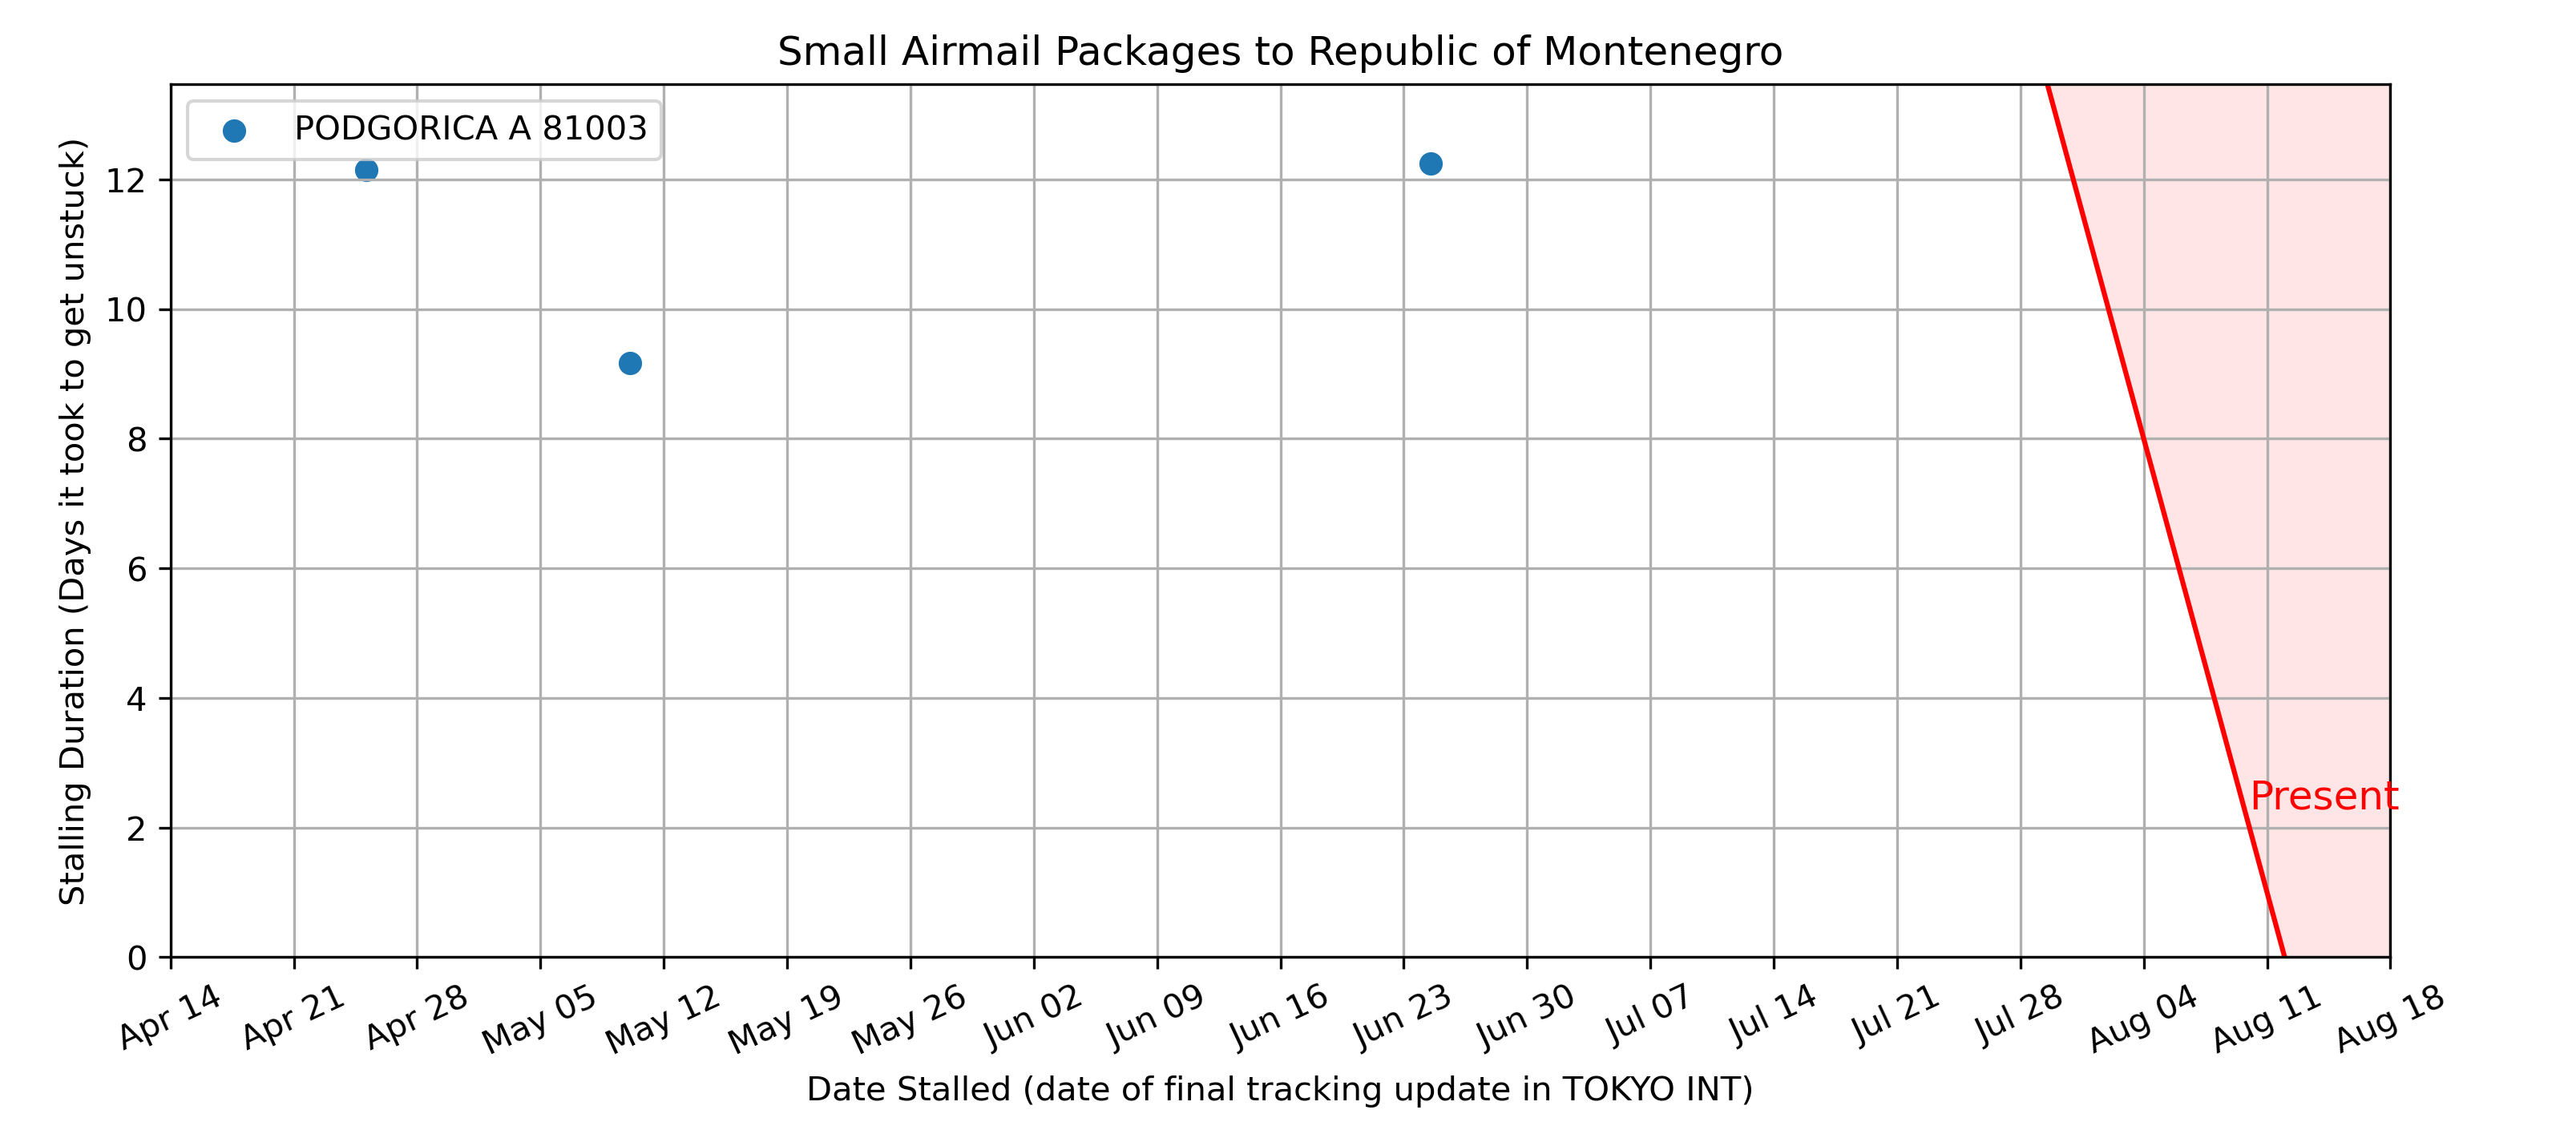 Small Airmail Packages to Republic of Montenegro
PODGORICA A 81003
Stalling Duration (Days it took to get unstuck)
12
10
8
6
4
2
0
Present
Apr 14
Apr 21
Apr 28
May 05
May 12
May 19
May 26
Jun 02
Jun 09
Jun 16
Jun 23
Jun 30
Jul 07
Jul 14
Jul 21
Jul 28
Aug 04
Aug 11
Aug 18
Date Stalled (date of final tracking update in TOKYO INT)